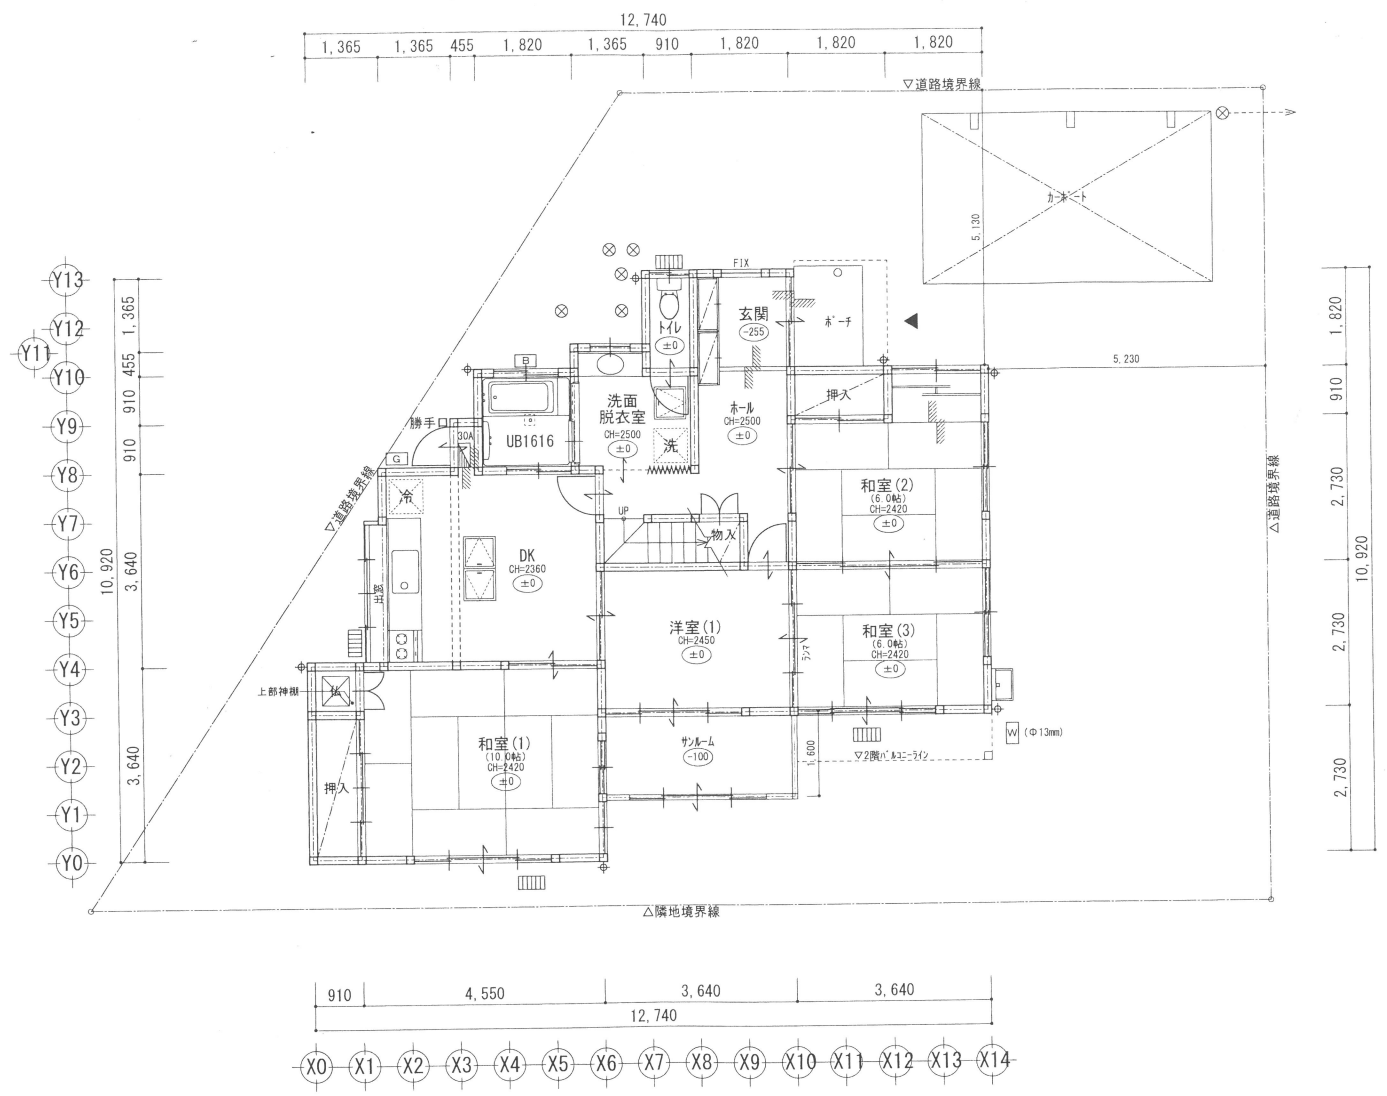 12,740
1,365
1,365
455
1,820
1,365
910
1,820
1,820
1,820
▽道路境界線
カーポート
5.130
Y13
Y12
Y11
Y10
Y9
Y8
Y7
Y6
Y5
Y4
Y3
Y2
Y1
Y0
10,920
1,365
455
910
910
3,640
3,640
FIX
玄関
-255
ポーチ
トイレ
±0
5.230
B
洗面
脱衣室
CH=2500
±0
洗
ホール
CH=2500
±0
押入
勝手口
30A
UB1616
G
▽道路境界線
冷
和室(2)
(6.0帖)
CH=2420
±0
UP
物入
DK
CH=2360
±0
出窓
洋室(1)
CH=2450
±0
ランマ
和室(3)
(6.0帖)
CH=2420
±0
上部神棚
仏
和室(1)
(10.0帖)
CH=2420
±0
押入
サンルーム
-100
1,600
▽2階バルコニーライン
W
(Φ13mm)
△道路境界線
△隣地境界線
1,820
910
2,730
2,730
2,730
10,920
910
4,550
3,640
3,640
12,740
X0
X1
X2
X3
X4
X5
X6
X7
X8
X9
X10
X11
X12
X13
X14